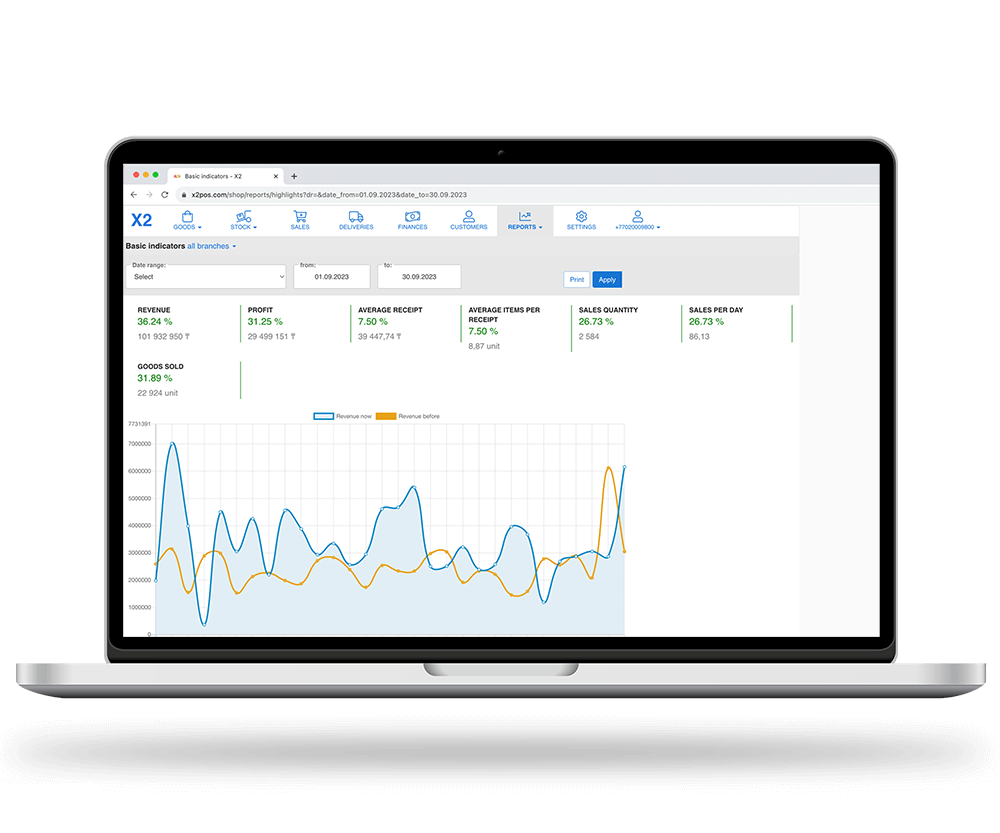 Basic indicators - X2
x2pos.com/shop/reports/highlights?dr=&date_from=01.09.2023&date_to=30.09.2023
X2
GOODS
STOCK
SALES
DELIVERIES
FINANCES
CUSTOMERS
REPORTS
SETTINGS
+77020009800
Basic indicators all branches
Date range:
Select
from:
01.09.2023
to:
30.09.2023
Print
Apply
REVENUE
36.24 %
101 932 950 ₸
PROFIT
31.25 %
29 499 151 ₸
AVERAGE RECEIPT
7.50 %
39 447,74 ₸
AVERAGE ITEMS PER
RECEIPT
7.50 %
8,87 unit
SALES QUANTITY
26.73 %
2 584
SALES PER DAY
26.73 %
86,13
GOODS SOLD
31.89 %
22 924 unit
Revenue now
Revenue before
7731391
7000000
6000000
5000000
4000000
3000000
2000000
1000000
0